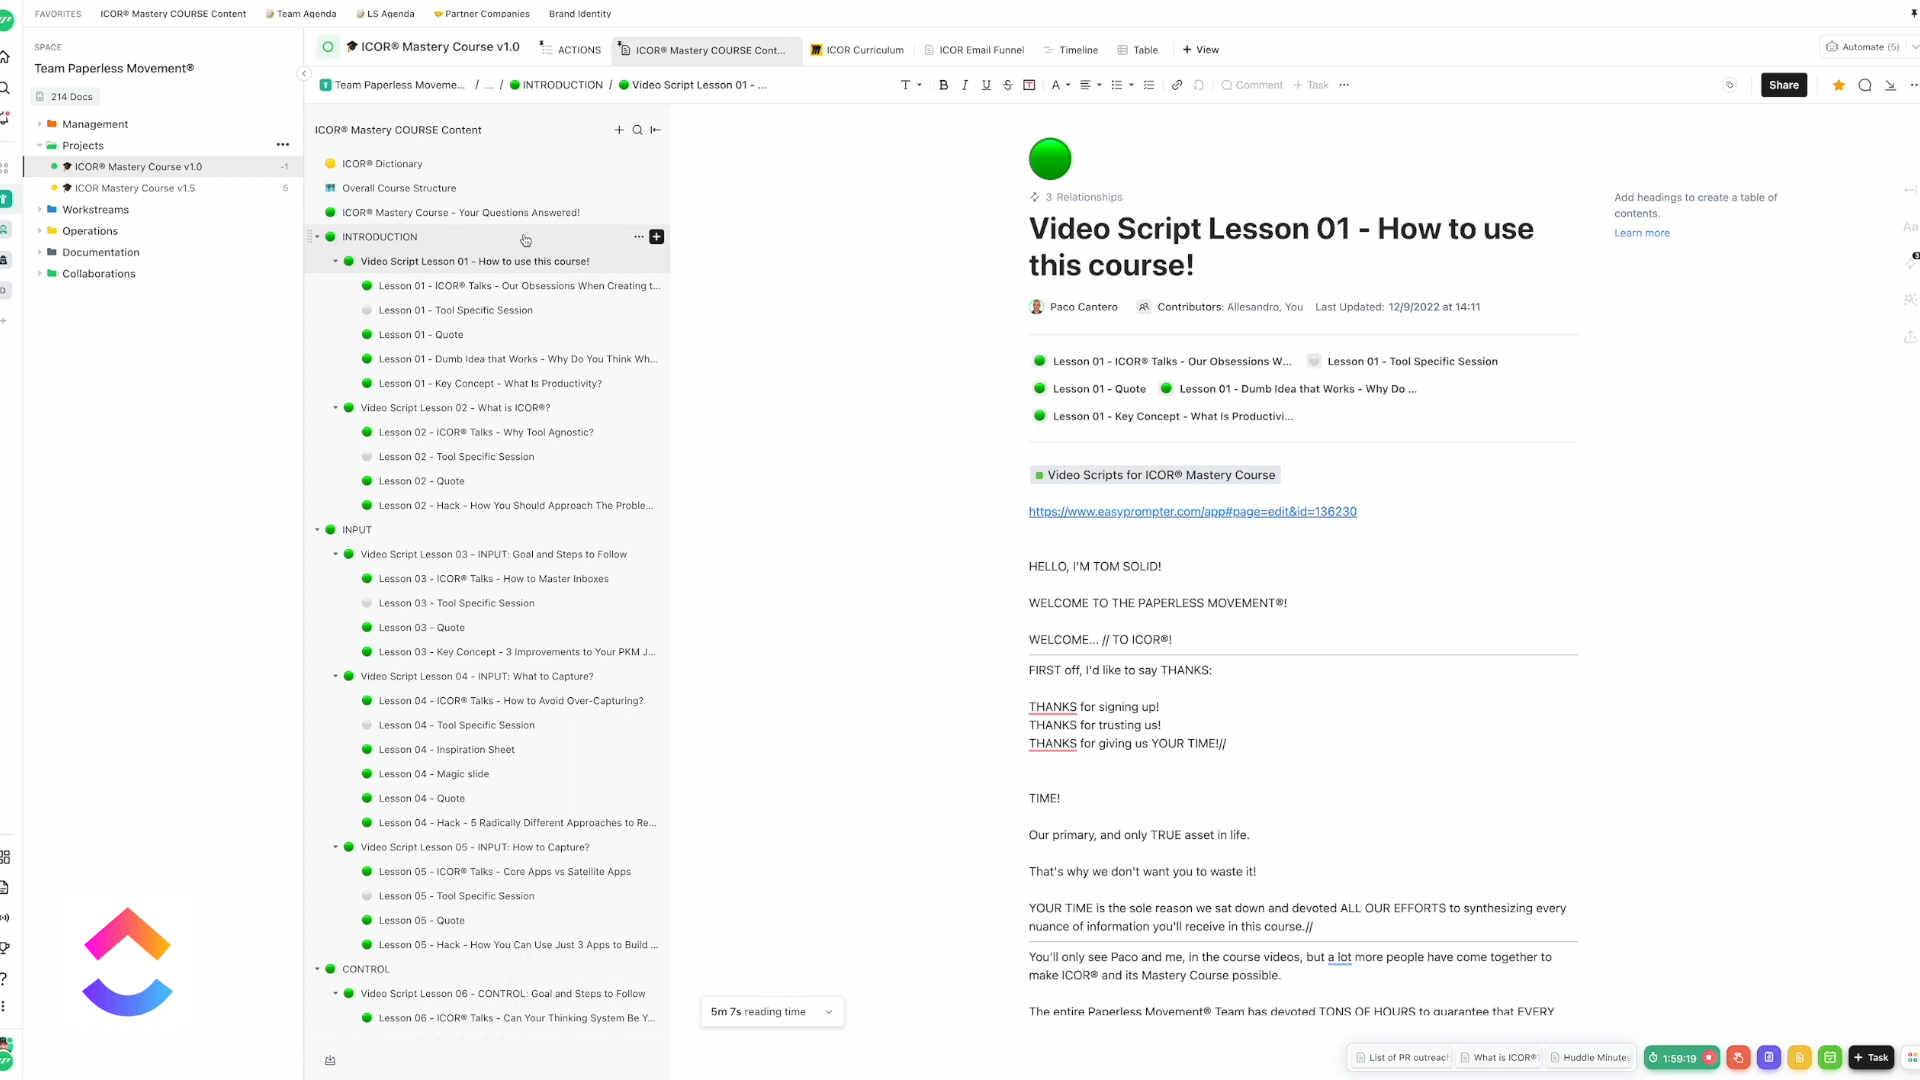 FAVORITES
ICOR® Mastery COURSE Content
Team Agenda
LS Agenda
Partner Companies
Brand Identity
SPACE
Team Paperless Movement®
214 Docs
Management
Projects
ICOR® Mastery Course v1.0
-1
ICOR Mastery Course v1.5
5
Workstreams
Operations
Documentation
Collaborations
ICOR® Mastery Course v1.0
ACTIONS
ICOR® Mastery COURSE Cont...
ICOR Curriculum
ICOR Email Funnel
Timeline
Table
+ View
Automate (5)
Team Paperless Moveme... / ... / INTRODUCTION / Video Script Lesson 01 - ...
Comment
+ Task
Share
ICOR® Mastery COURSE Content
ICOR® Dictionary
Overall Course Structure
ICOR® Mastery Course - Your Questions Answered!
INTRODUCTION
Video Script Lesson 01 - How to use this course!
Lesson 01 - ICOR® Talks - Our Obsessions When Creating t...
Lesson 01 - Tool Specific Session
Lesson 01 - Quote
Lesson 01 - Dumb Idea that Works - Why Do You Think Wh...
Lesson 01 - Key Concept - What Is Productivity?
Video Script Lesson 02 - What is ICOR®?
Lesson 02 - ICOR® Talks - Why Tool Agnostic?
Lesson 02 - Tool Specific Session
Lesson 02 - Quote
Lesson 02 - Hack - How You Should Approach The Proble...
INPUT
Video Script Lesson 03 - INPUT: Goal and Steps to Follow
Lesson 03 - ICOR® Talks - How to Master Inboxes
Lesson 03 - Tool Specific Session
Lesson 03 - Quote
Lesson 03 - Key Concept - 3 Improvements to Your PKM J...
Video Script Lesson 04 - INPUT: What to Capture?
Lesson 04 - ICOR® Talks - How to Avoid Over-Capturing?
Lesson 04 - Tool Specific Session
Lesson 04 - Inspiration Sheet
Lesson 04 - Magic slide
Lesson 04 - Quote
Lesson 04 - Hack - 5 Radically Different Approaches to Re...
Video Script Lesson 05 - INPUT: How to Capture?
Lesson 05 - ICOR® Talks - Core Apps vs Satellite Apps
Lesson 05 - Tool Specific Session
Lesson 05 - Quote
Lesson 05 - Hack - How You Can Use Just 3 Apps to Build ...
CONTROL
Video Script Lesson 06 - CONTROL: Goal and Steps to Follow
Lesson 06 - ICOR® Talks - Can Your Thinking System Be Y...
3 Relationships
Video Script Lesson 01 - How to use
this course!
Paco Cantero
Contributors: Allesandro, You
Last Updated: 12/9/2022 at 14:11
Lesson 01 - ICOR® Talks - Our Obsessions W...
Lesson 01 - Tool Specific Session
Lesson 01 - Quote
Lesson 01 - Dumb Idea that Works - Why Do ...
Lesson 01 - Key Concept - What Is Productivi...
Video Scripts for ICOR® Mastery Course
https://www.easyprompter.com/app#page=edit&id=136230
HELLO, I'M TOM SOLID!
WELCOME TO THE PAPERLESS MOVEMENT®!
WELCOME... // TO ICOR®!
FIRST off, I'd like to say THANKS:
THANKS for signing up!
THANKS for trusting us!
THANKS for giving us YOUR TIME!//
TIME!
Our primary, and only TRUE asset in life.
That's why we don't want you to waste it!
YOUR TIME is the sole reason we sat down and devoted ALL OUR EFFORTS to synthesizing every
nuance of information you'll receive in this course.//
You'll only see Paco and me, in the course videos, but a lot more people have come together to
make ICOR® and its Mastery Course possible.
The entire Paperless Movement® Team has devoted TONS OF HOURS to guarantee that EVERY
Add headings to create a table of
contents.
Learn more
Aa
5m 7s reading time
List of PR outreach
What is ICOR®
Huddle Minutes
1:59:19
+ Task